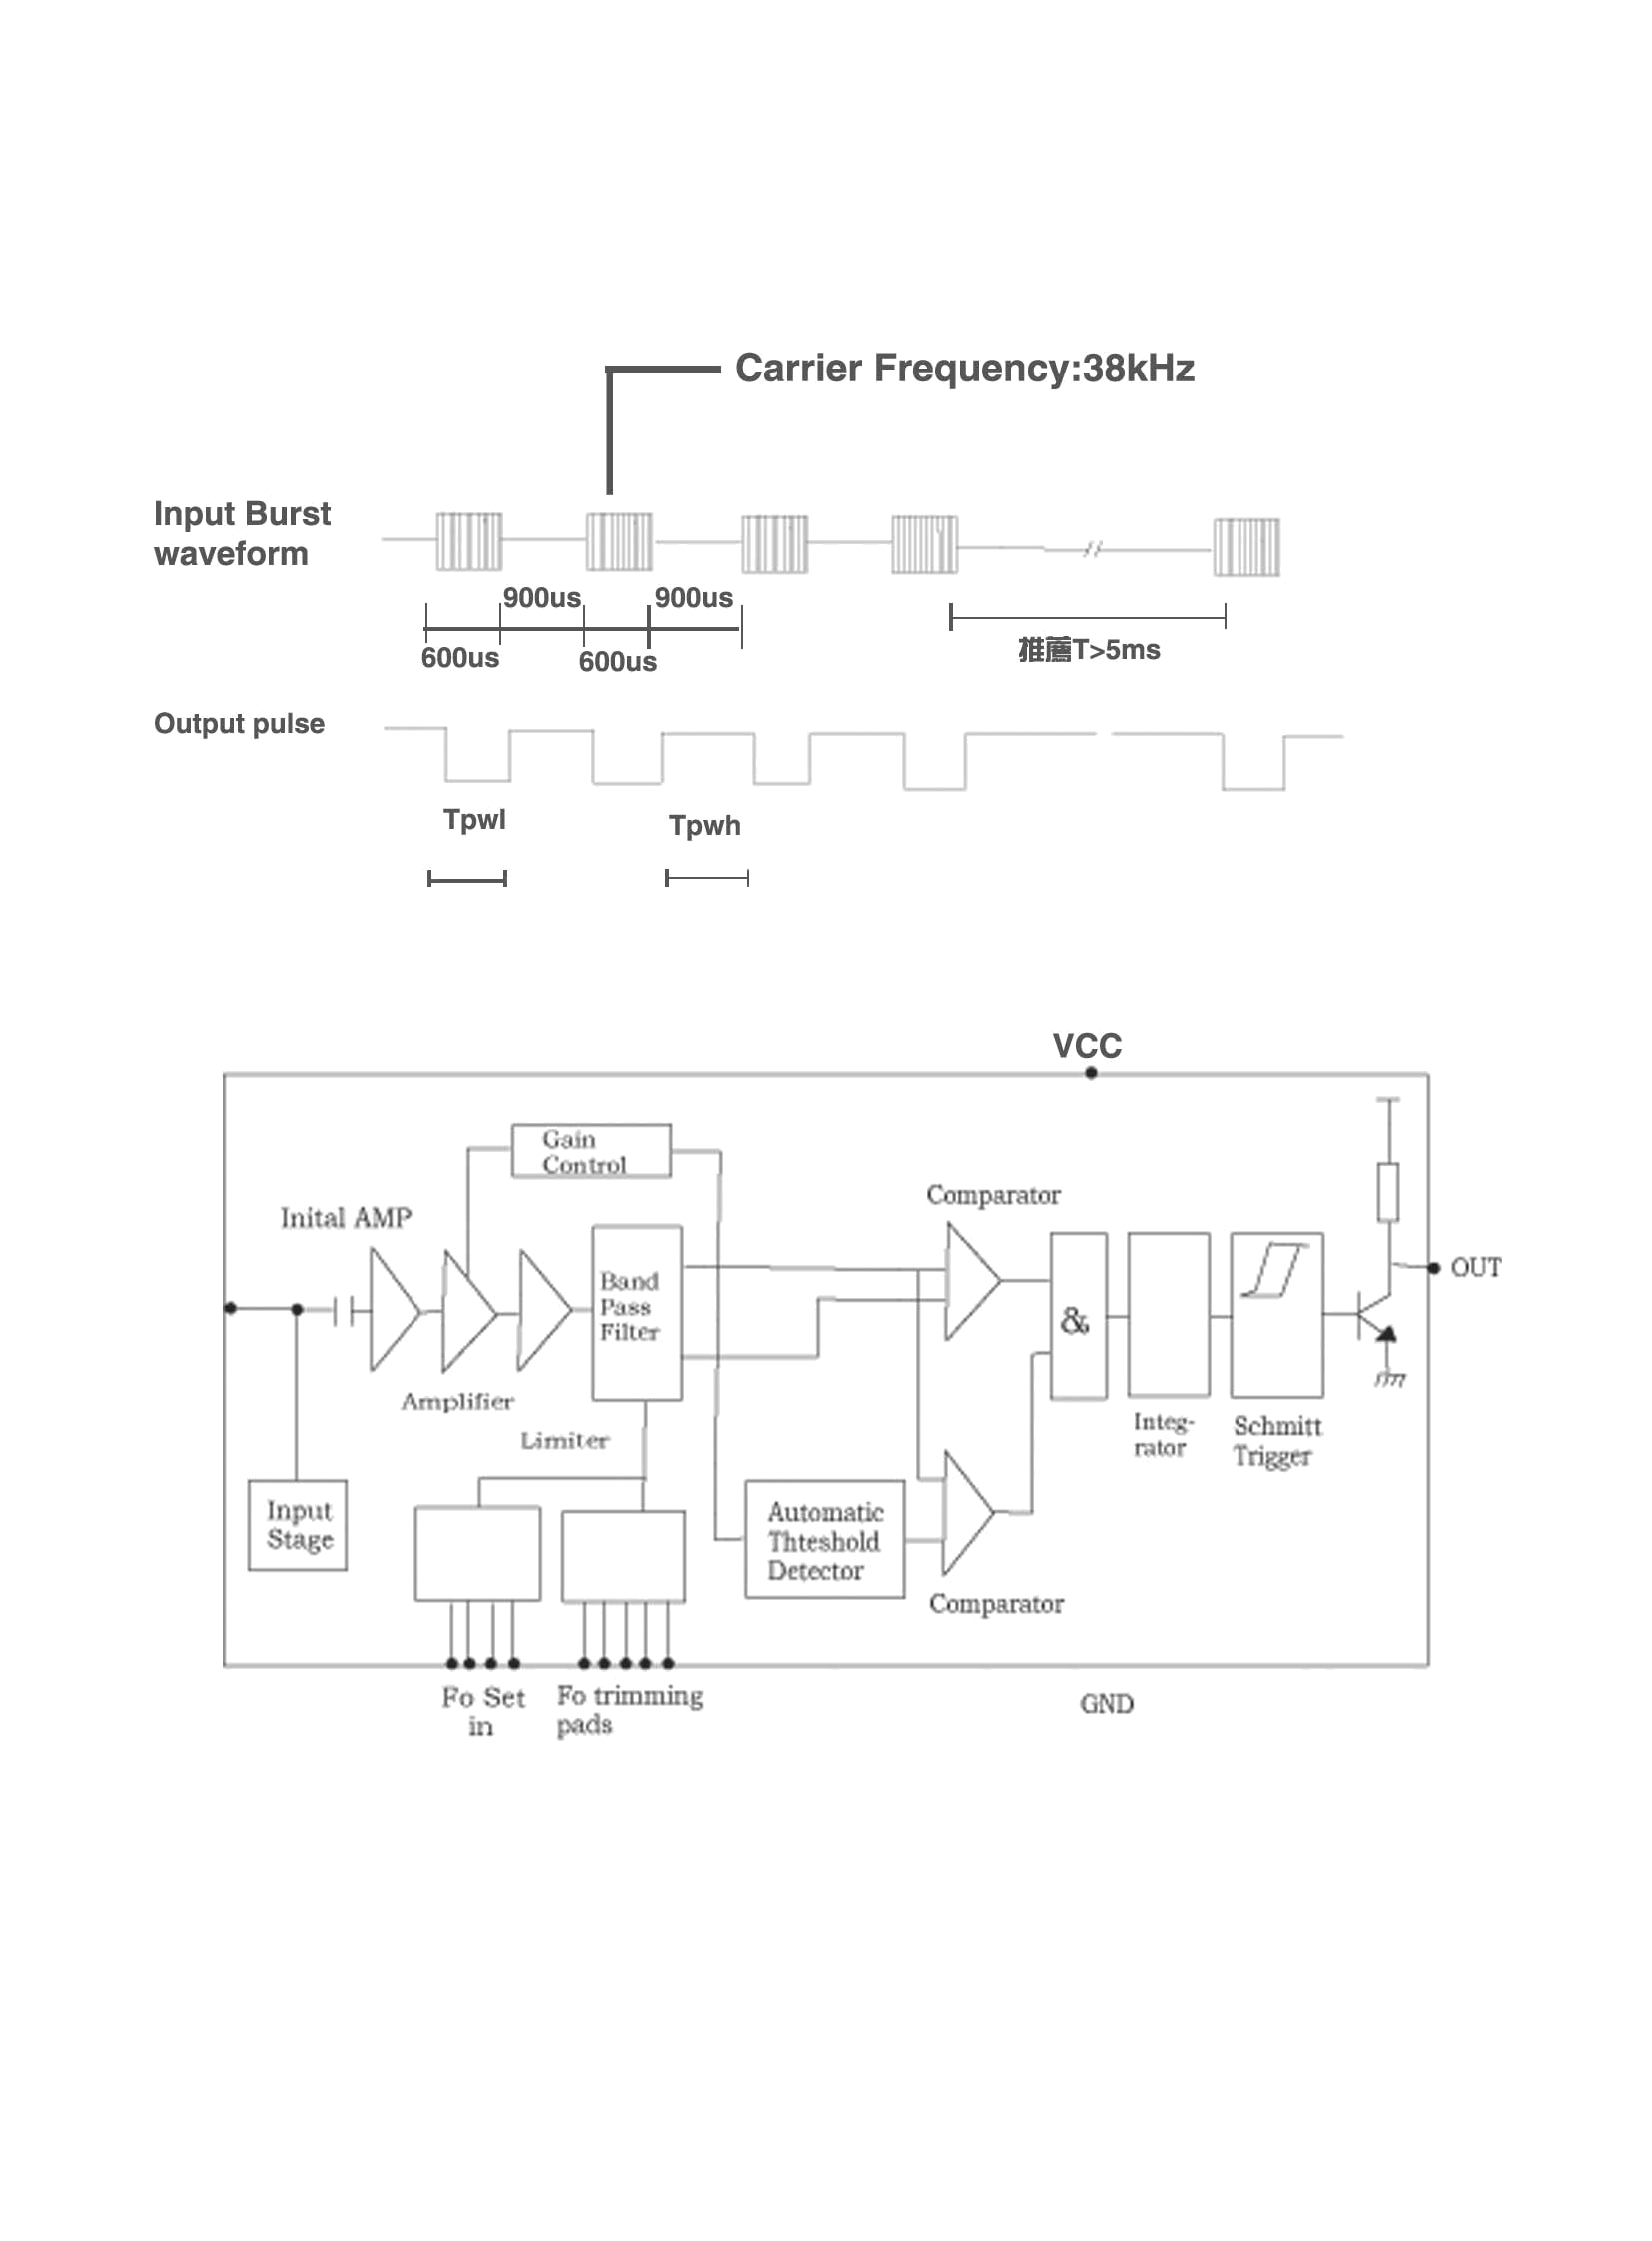 Carrier Frequency:38kHz
Input Burst
waveform
900us
900us
600us
600us
推薦T>5ms
Output pulse
Tpwl
Tpwh
VCC
Gain
Control
Inital AMP
Comparator
Band
Pass
Filter
OUT
&
Amplifier
Limiter
Integ-
rator
Schmitt
Trigger
Input
Stage
Automatic
Thteshold
Detector
Comparator
Fo Set
in
Fo trimming
pads
GND